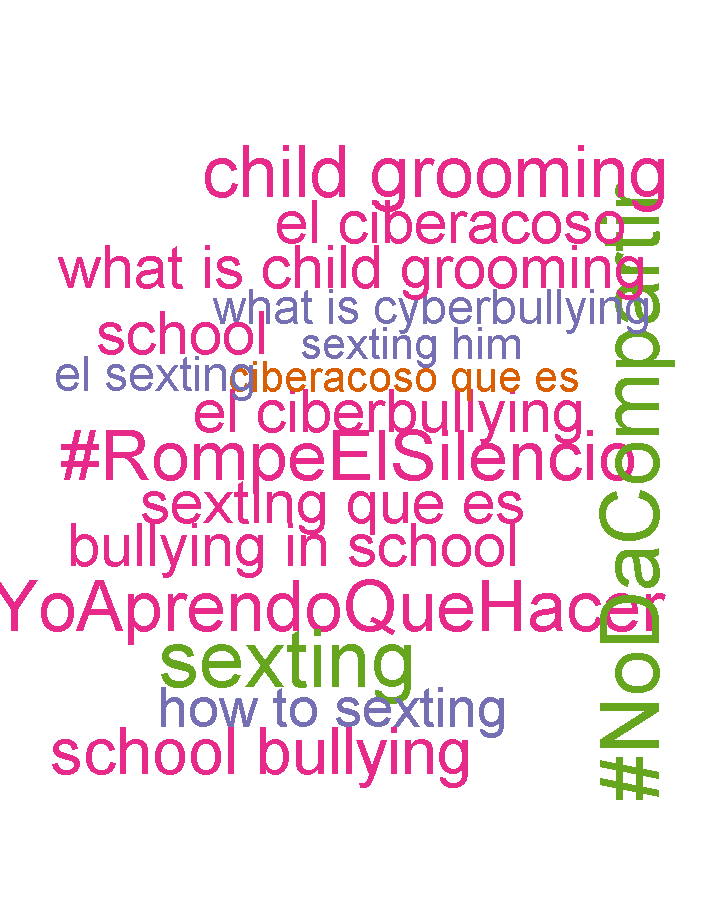 child grooming
el ciberacoso
what is child grooming
what is cyberbullying
school
sexting him
el sexting
ciberacoso que es
el ciberbullying
#RompeElSilencio
sexting que es
bullying in school
YoAprendoQueHacer
sexting
how to sexting
school bullying
#NoDaCompartir